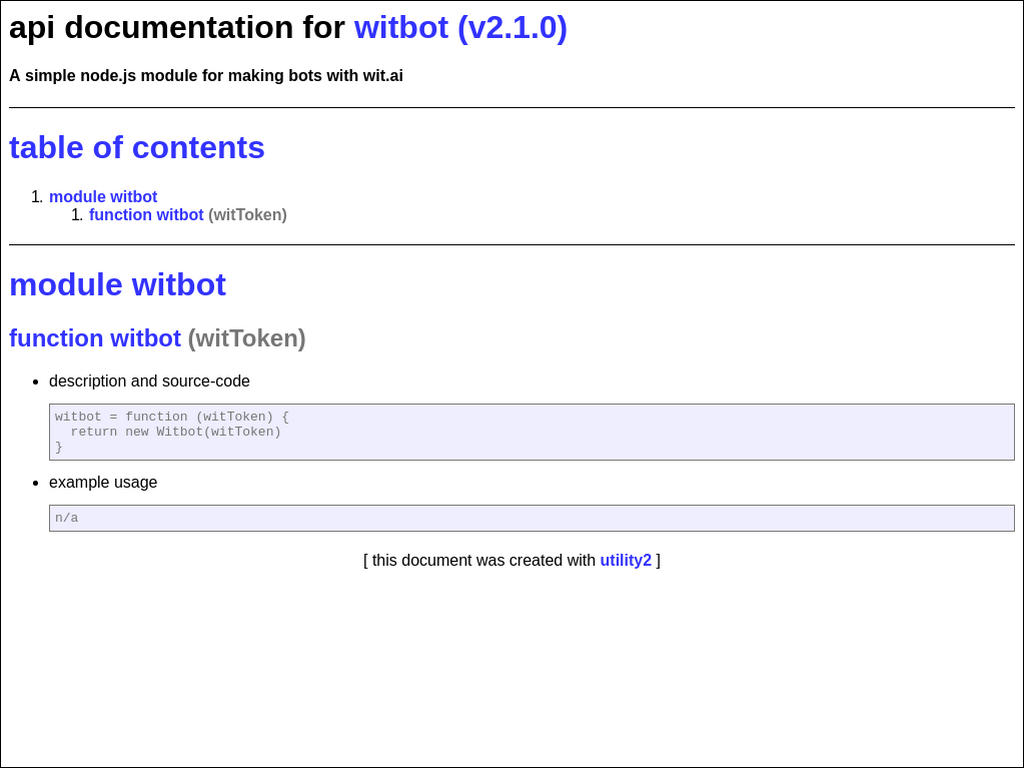 api documentation for witbot (v2.1.0)
A simple node.js module for making bots with wit.ai
table of contents
1. module witbot
1. function witbot (witToken)
module witbot
function witbot (witToken)
• description and source-code
witbot = function (witToken) {
  return new Witbot(witToken)
}
• example usage
n/a
[ this document was created with utility2 ]